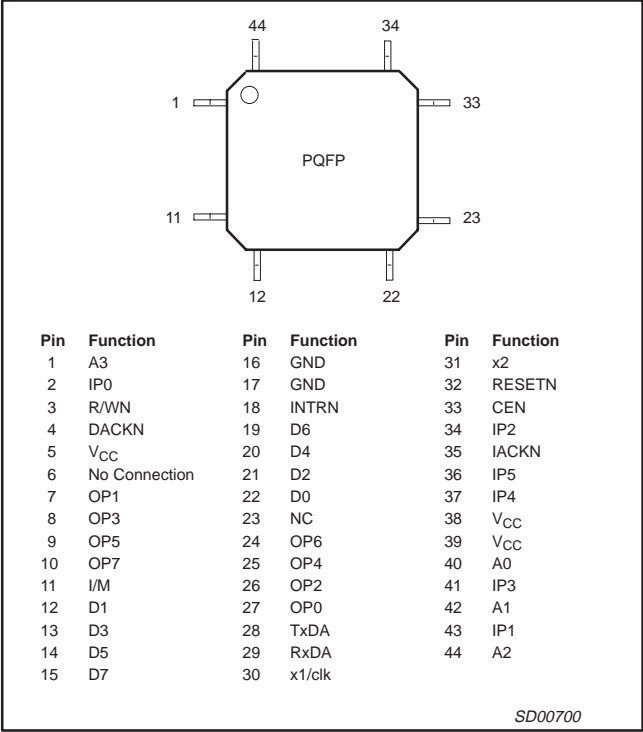 44 34
1 33
PQFP
11 23
12 22
Pin Function Pin Function Pin Function
1 A3 16 GND 31 x2
2 IP0 17 GND 32 RESETN
3 R/WN 18 INTRN 33 CEN
4 DACKN 19 D6 34 IP2
5 VCC 20 D4 35 IACKN
6 No Connection 21 D2 36 IP5
7 OP1 22 D0 37 IP4
8 OP3 23 NC 38 VCC
9 OP5 24 OP6 39 VCC
10 OP7 25 OP4 40 A0
11 I/M 26 OP2 41 IP3
12 D1 27 OP0 42 A1
13 D3 28 TxDA 43 IP1
14 D5 29 RxDA 44 A2
15 D7 30 x1/clk
SD00700